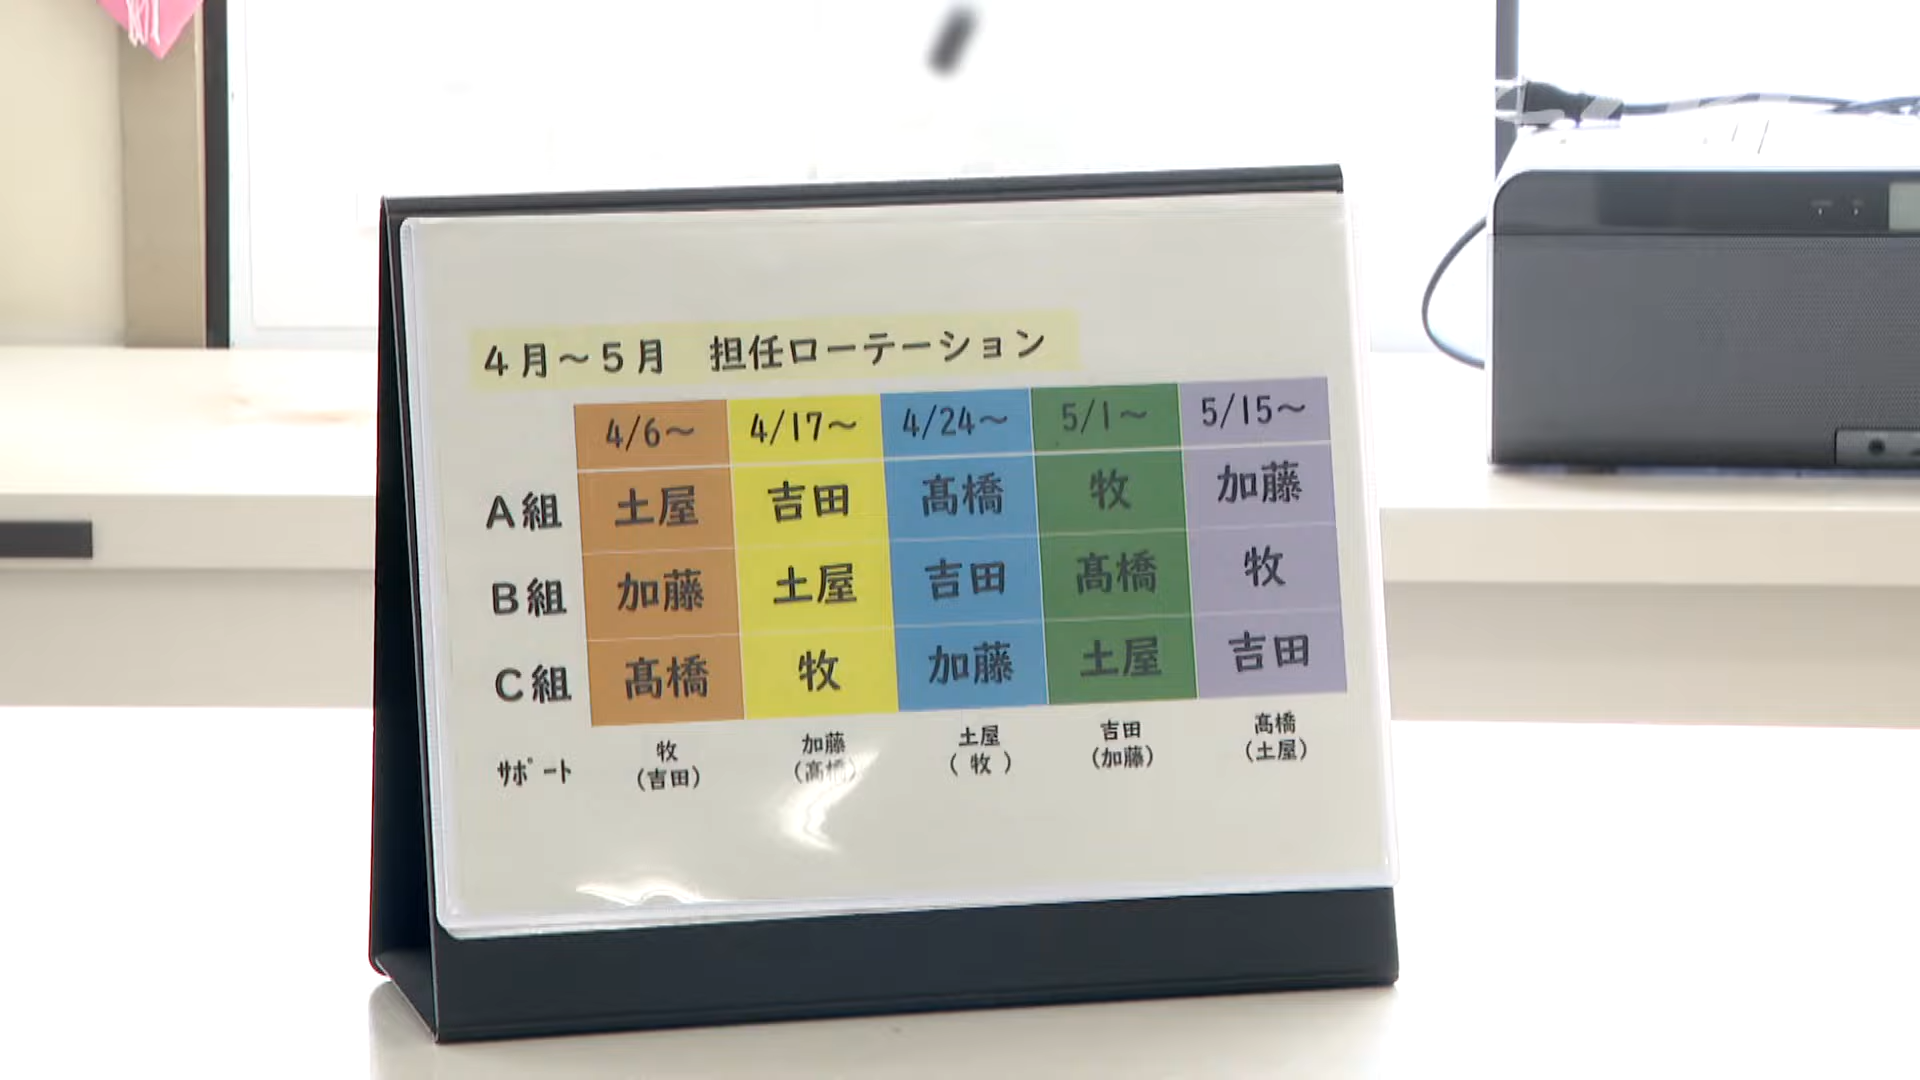 4月～5月　担任ローテーション
4/6～ 4/17～ 4/24～ 5/1～ 5/15～
A組 土屋 吉田 髙橋 牧 加藤
B組 加藤 土屋 吉田 髙橋 牧
C組 髙橋 牧 加藤 土屋 吉田
ｻﾎﾟｰﾄ 牧 加藤 土屋 吉田 髙橋
(吉田) (髙橋) (牧) (加藤) (土屋)